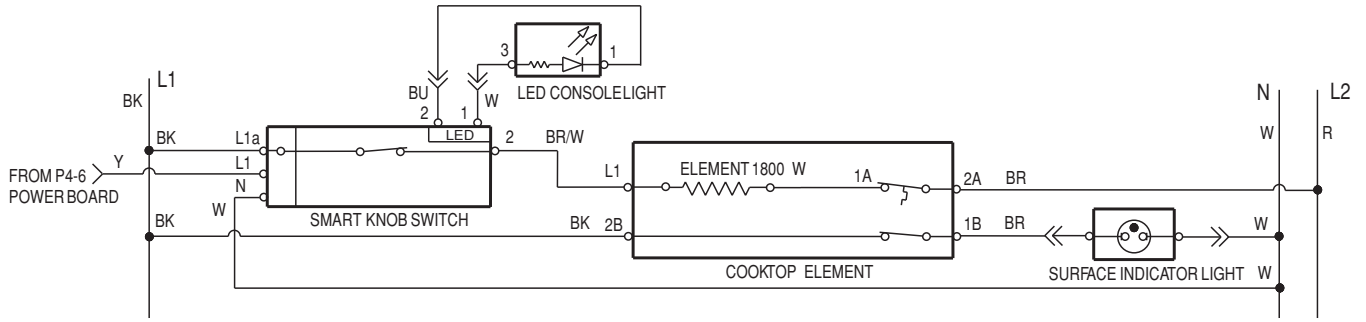 3
1
LED CONSOLE LIGHT
L1
BK
BU
W
2
1
LED
N
L2
W
R
BK
L1a
2
BR/W
FROM P4-6
POWER BOARD
Y
L1
N
W
SMART KNOB SWITCH
L1
ELEMENT 1800 W
1A
2A
BR
BK
BK
2B
1B
BR
W
COOKTOP ELEMENT
SURFACE INDICATOR LIGHT
W